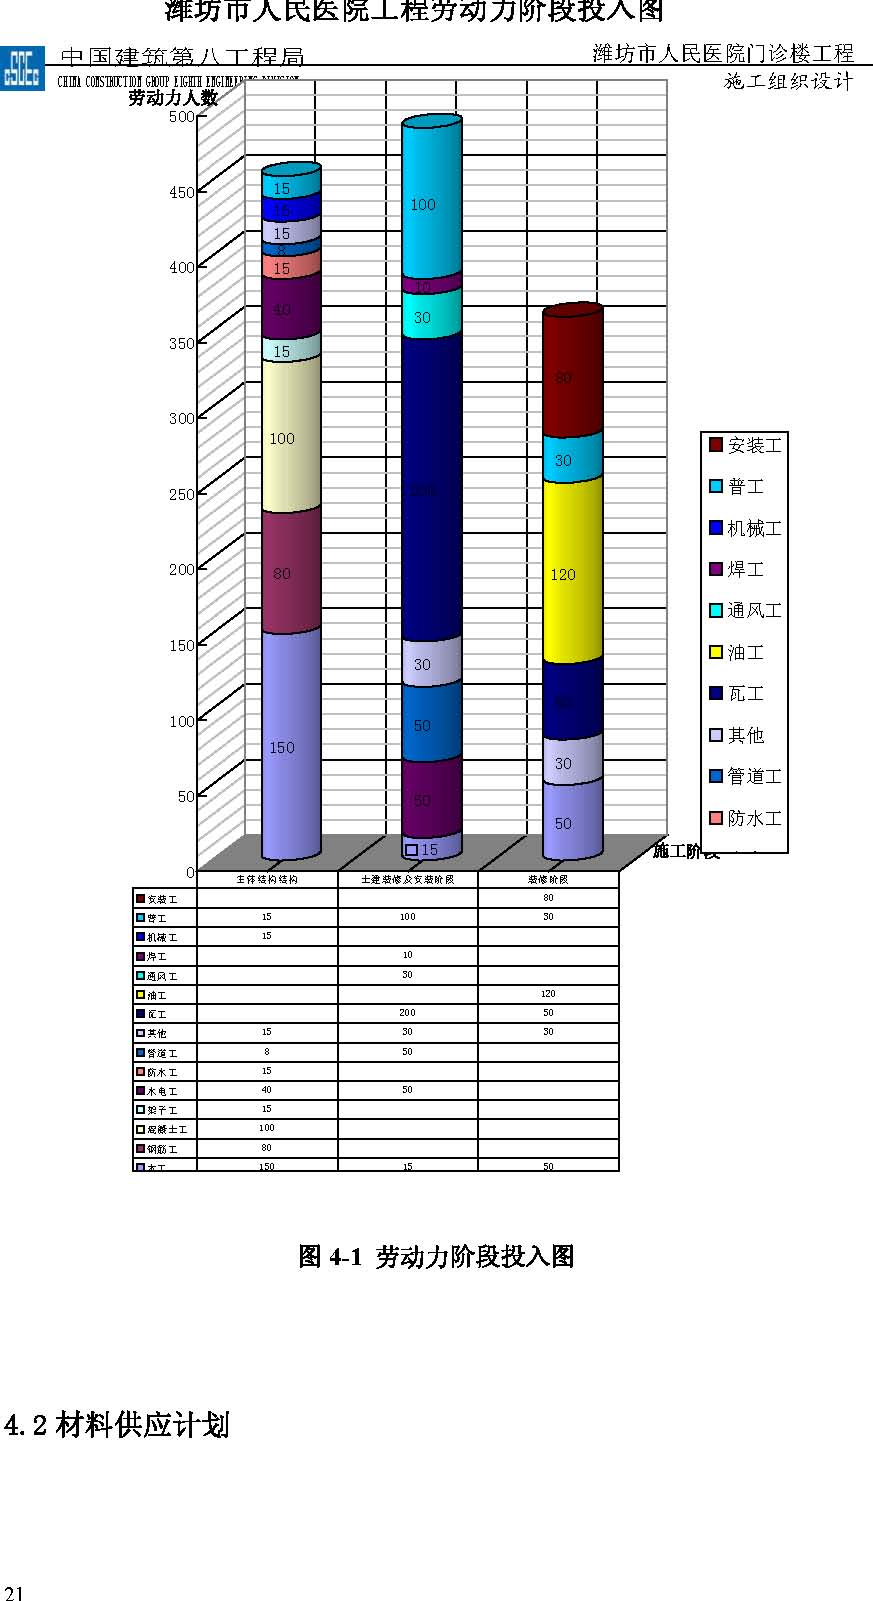 潍坊市人民医院工程劳动力阶段投入图
中国建筑第八工程局
潍坊市人民医院门诊楼工程
CHINA CONSTRUCTION GROUP EIGHTH ENGINEERING DIVISION
施工组织设计
劳动力人数
500
450
400
350
300
250
200
150
100
50
0
15
15
15
8
15
40
15
100
80
150
100
10
30
200
30
50
50
15
80
30
120
30
50
安装工
普工
机械工
焊工
通风工
油工
瓦工
其他
管道工
防水工
施工阶段
主体结构结构 土建装修及安装阶段 装修阶段
安装工 80
普工 15 100 30
机械工 15
焊工 10
通风工 30
油工 120
瓦工 200 50
其他 15 30 30
管道工 8 50
防水工 15
水电工 40 50
架子工 15
混凝土工 100
钢筋工 80
木工 150 15 50
图 4-1 劳动力阶段投入图
4.2 材料供应计划
21